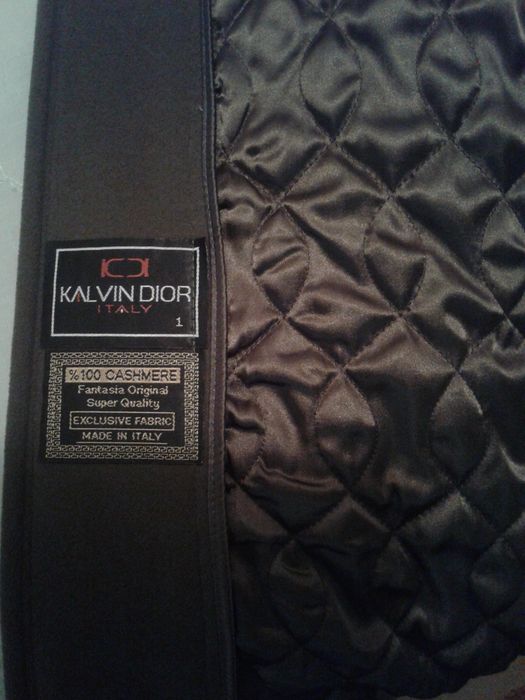 KALVIN DIOR
ITALY
1
%100 CASHMERE
Fantasia Original
Super Quality
EXCLUSIVE FABRIC
MADE IN ITALY